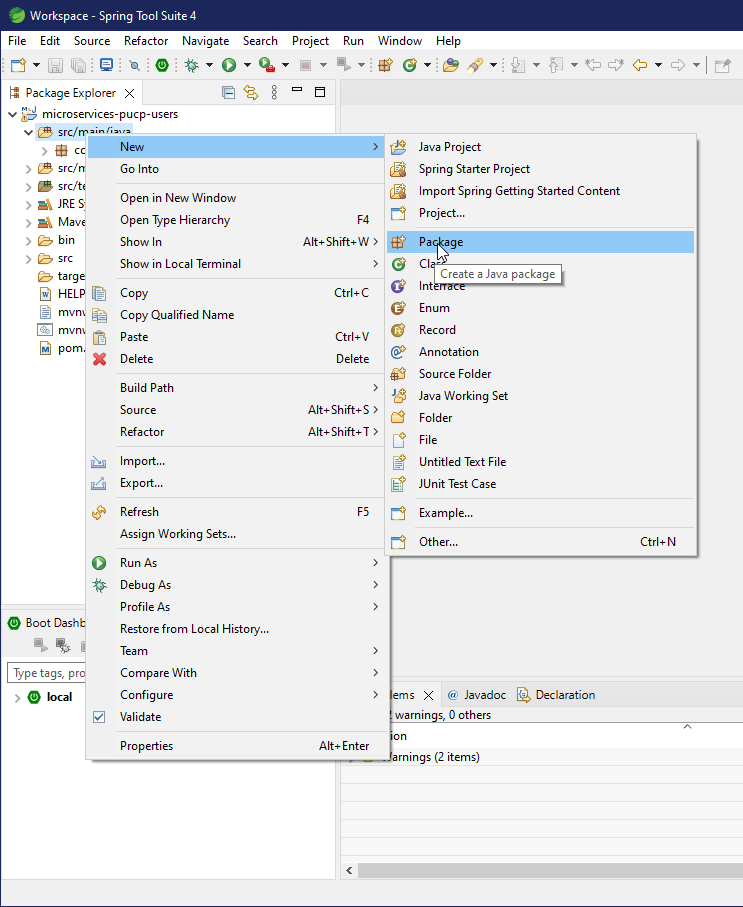 Workspace - Spring Tool Suite 4
File Edit Source Refactor Navigate Search Project Run Window Help
Package Explorer
microservices-pucp-users
src/main/java
co
src/m
src/te
JRE Sy
Mave
bin
src
targe
HELP
mvnw
mvnw
pom.
New
Go Into
Open in New Window
Open Type Hierarchy F4
Show In Alt+Shift+W
Show in Local Terminal
Copy Ctrl+C
Copy Qualified Name
Paste Ctrl+V
Delete Delete
Build Path
Source Alt+Shift+S
Refactor Alt+Shift+T
Import...
Export...
Refresh F5
Assign Working Sets...
Run As
Debug As
Profile As
Restore from Local History...
Team
Compare With
Configure
Validate
Properties Alt+Enter
Java Project
Spring Starter Project
Import Spring Getting Started Content
Project...
Package
Create a Java package
Interface
Enum
Record
Annotation
Source Folder
Java Working Set
Folder
File
Untitled Text File
JUnit Test Case
Example...
Other... Ctrl+N
Boot Dashb
Type tags, pro
local
lems Javadoc Declaration
2 warnings, 0 others
ion
Warnings (2 items)